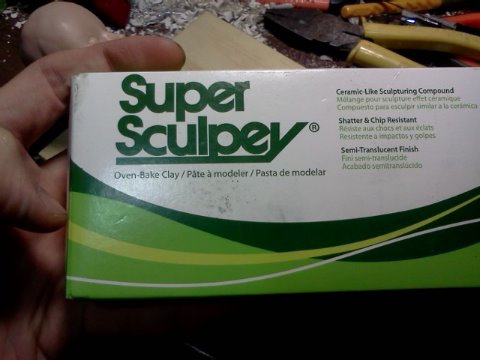 Super
Sculpey®
Oven-Bake Clay / Pâte à modeler / Pasta de modelar
Ceramic-Like Sculpturing Compound
Mélange pour sculpture effet céramique
Compuesto para esculpir similar a la cerámica
Shatter & Chip Resistant
Résiste aux chocs et aux éclats
Resistente a impactos y golpes
Semi-Translucent Finish
Fini semi-translucide
Acabado semitranslúcido